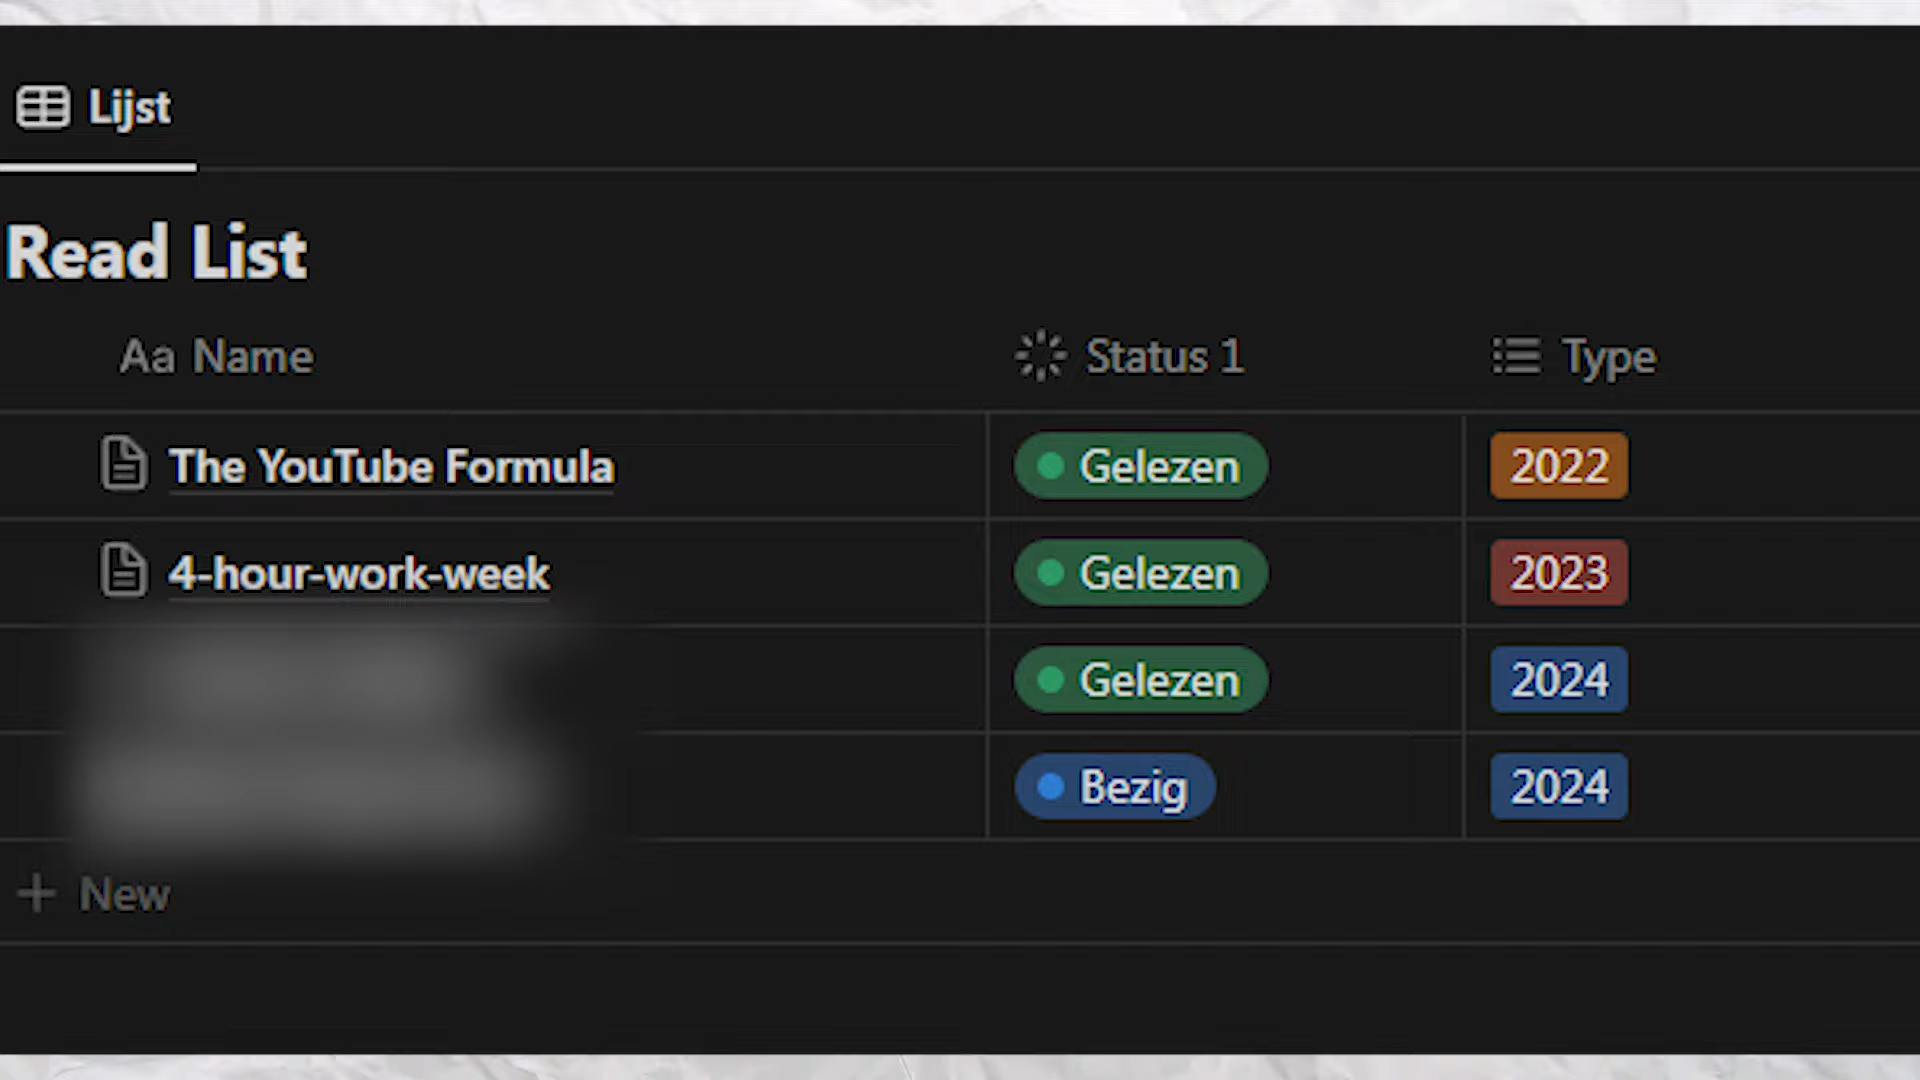 Lijst
Read List
Aa Name Status 1 Type
The YouTube Formula Gelezen 2022
4-hour-work-week Gelezen 2023
Gelezen 2024
Bezig 2024
+ New